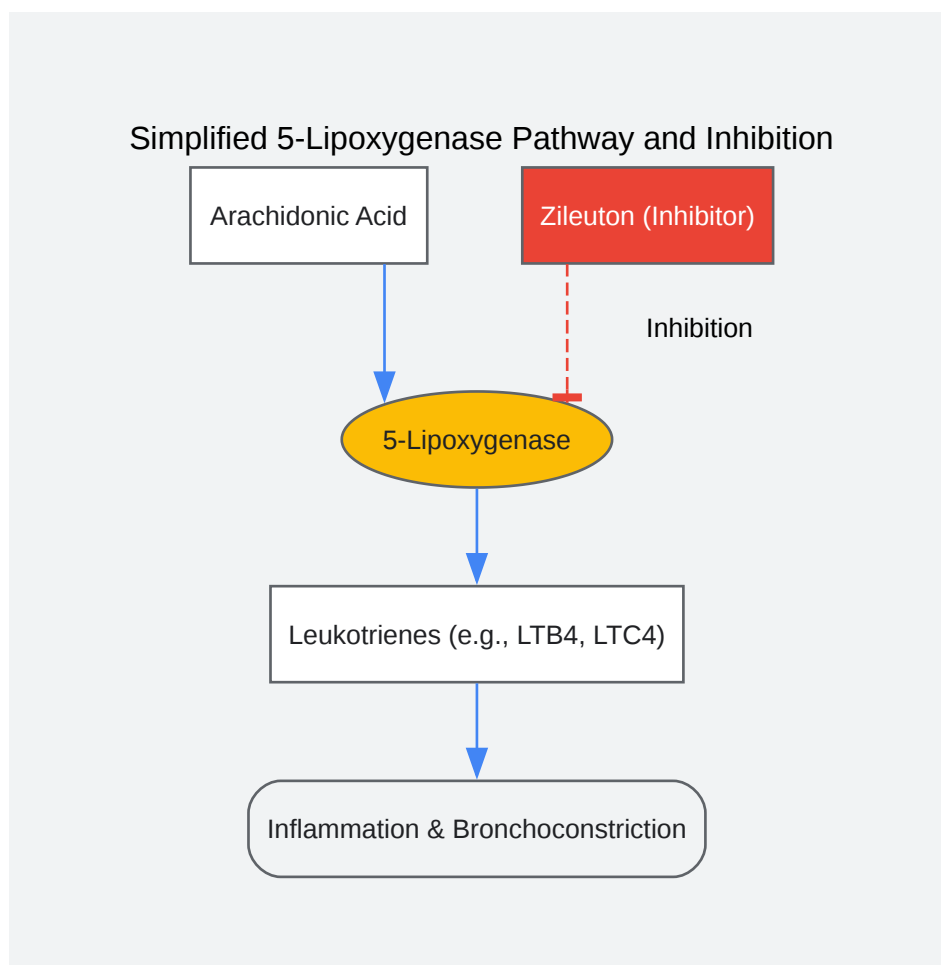 Simplified 5-Lipoxygenase Pathway and Inhibition
Arachidonic Acid
Zileuton (Inhibitor)
Inhibition
5-Lipoxygenase
Leukotrienes (e.g., LTB4, LTC4)
Inflammation & Bronchoconstriction